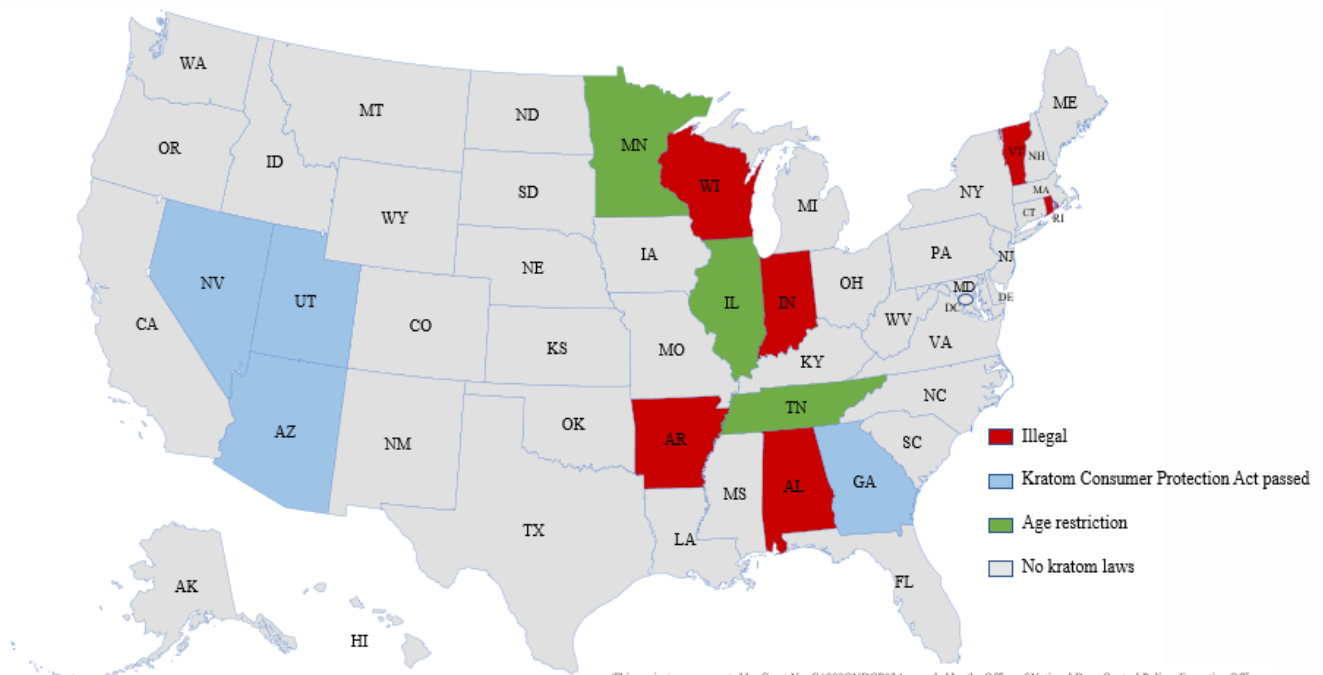 WA
MT
ND
MN
ME
OR
ID
SD
WI
VT
NH
WY
MI
NY
MA
CT
RI
IA
NE
PA
NJ
NV
UT
CO
IL
IN
OH
MD
DE
DC
CA
KS
MO
WV
VA
KY
NC
AZ
NM
OK
AR
TN
SC
MS
AL
GA
TX
LA
FL
AK
HI
Illegal
Kratom Consumer Protection Act passed
Age restriction
No kratom laws